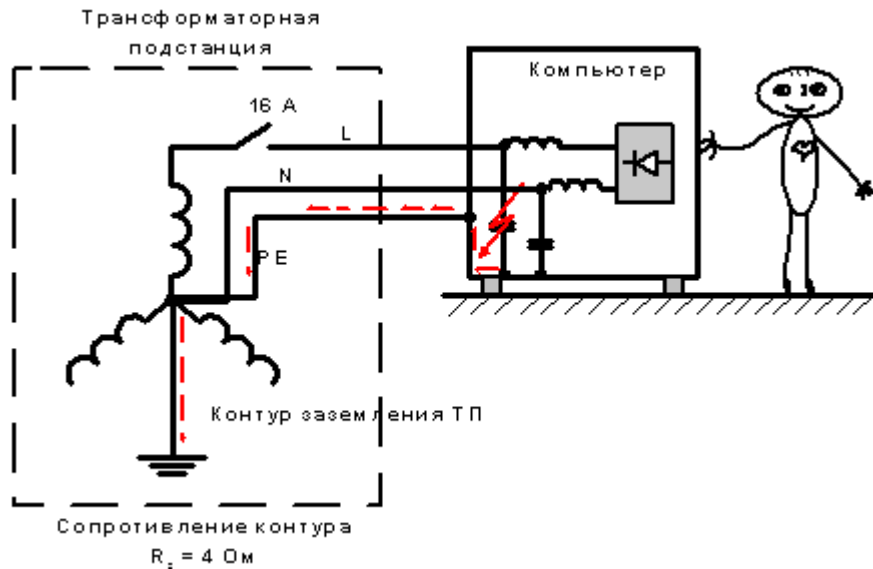 Трансформаторная
подстанция
Компьютер
16 А
L
N
PE
Контур заземления ТП
Сопротивление контура
R₃ = 4 Ом